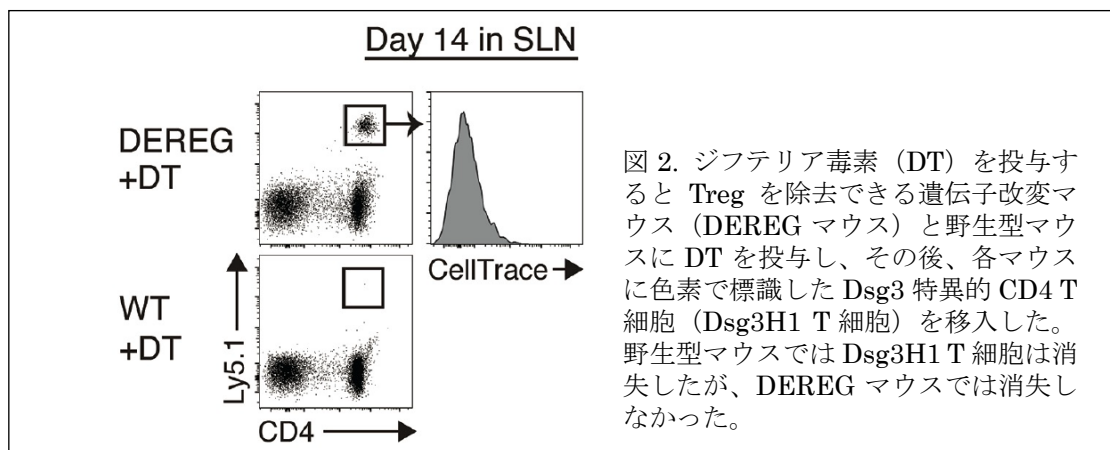 Day 14 in SLN
DEREG
+DT
CellTrace
WT
+DT
Ly5.1
CD4
図 2. ジフテリア毒素（DT）を投与す
ると Treg を除去できる遺伝子改変マ
ウス（DEREG マウス）と野生型マウ
スに DT を投与し、その後、各マウス
に色素で標識した Dsg3 特異的 CD4 T
細胞（Dsg3H1 T 細胞）を移入した。
野生型マウスでは Dsg3H1 T 細胞は消
失したが、DEREG マウスでは消失し
なかった。